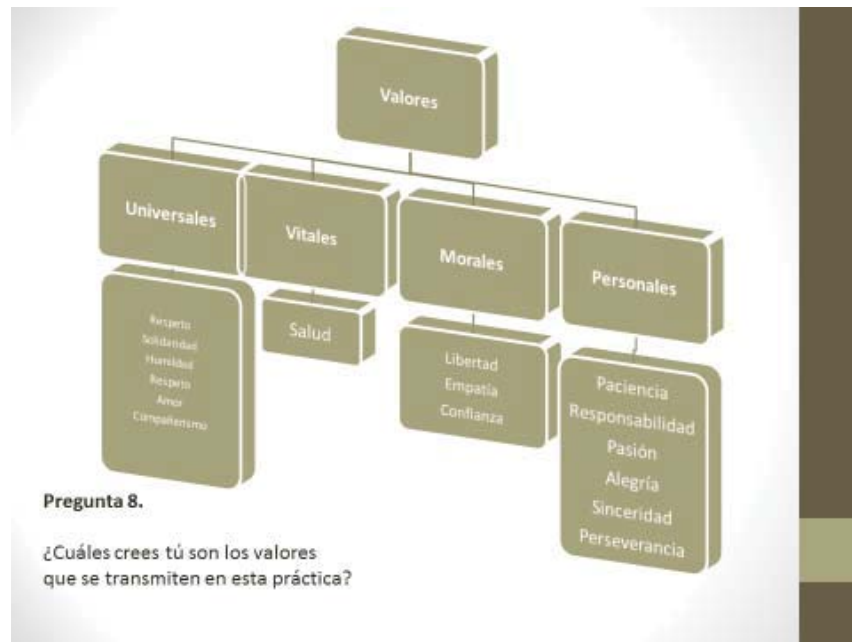 Valores
Universales
Vitales
Morales
Personales
Respeto
Solidaridad
Humildad
Respeto
Amor
Compañerismo
Salud
Libertad
Empatía
Confianza
Paciencia
Responsabilidad
Pasión
Alegría
Sinceridad
Perseverancia
Pregunta 8.
¿Cuáles crees tú son los valores
que se transmiten en esta práctica?